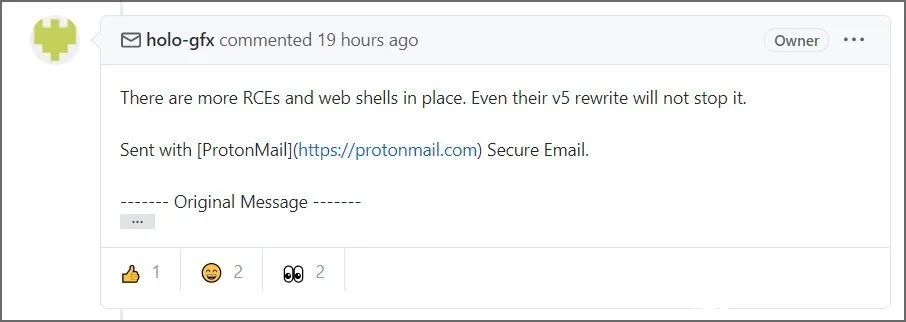 holo-gfx commented 19 hours ago Owner ...
There are more RCEs and web shells in place. Even their v5 rewrite will not stop it.
Sent with [ProtonMail](https://protonmail.com) Secure Email.
------- Original Message -------
...
1 2 2